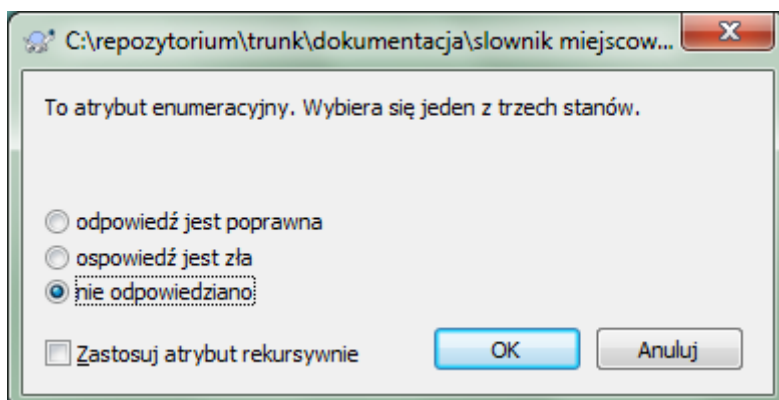 C:\repozytorium\trunk\dokumentacja\slownik miejscow...
To atrybut enumeracyjny. Wybiera się jeden z trzech stanów.
odpowiedź jest poprawna
ospowiedź jest zła
nie odpowiedziano
Zastosuj atrybut rekursywnie OK Anuluj